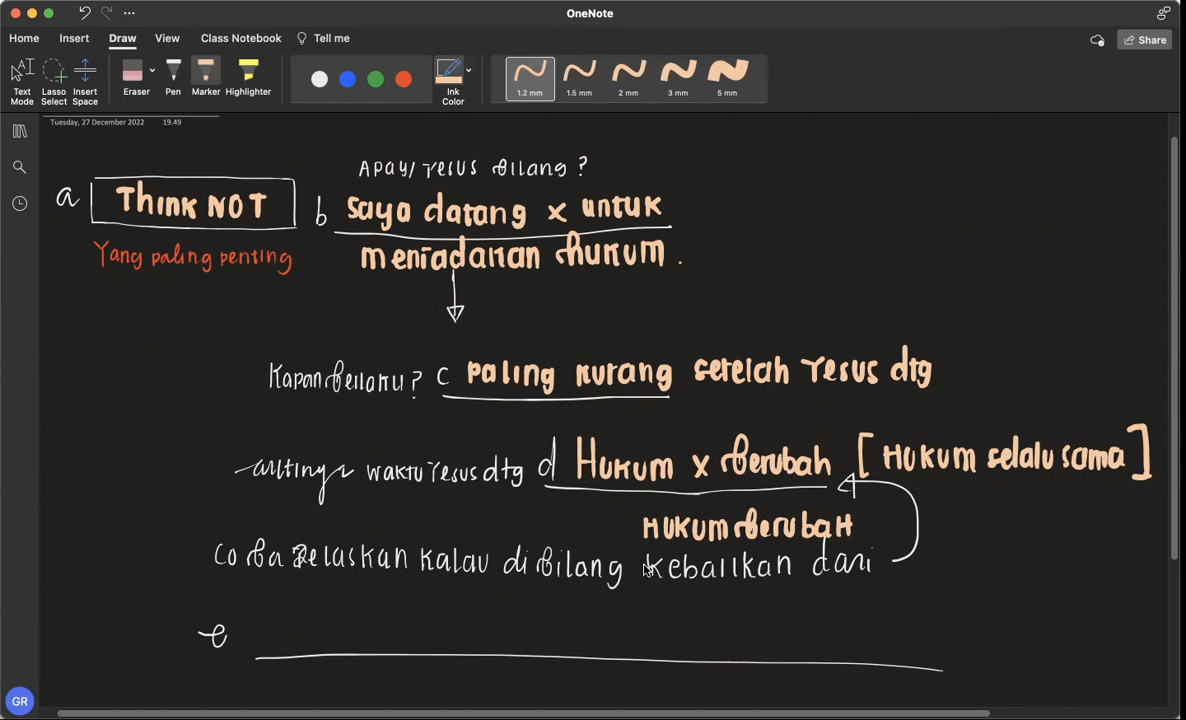 OneNote
Home Insert Draw View Class Notebook Tell me Share
Text Mode Lasso Select Insert Space Eraser Pen Marker Highlighter Ink Color 1.2 mm 1.5 mm 2 mm 3 mm 5 mm
Tuesday, 27 December 2022 19.49
Apay/Yesus bilang ?
a Think NOT b saya datang x untuk
Yang paling penting meniadakan hukum .
Kapan berlaku ? c paling kurang setelah Yesus dtg
artinya waktu Yesus dtg d Hukum x berubah [ Hukum selalu sama ]
HUKUM berubaH
Coba jelaskan kalau dibilang kebalikan dari
e
GR